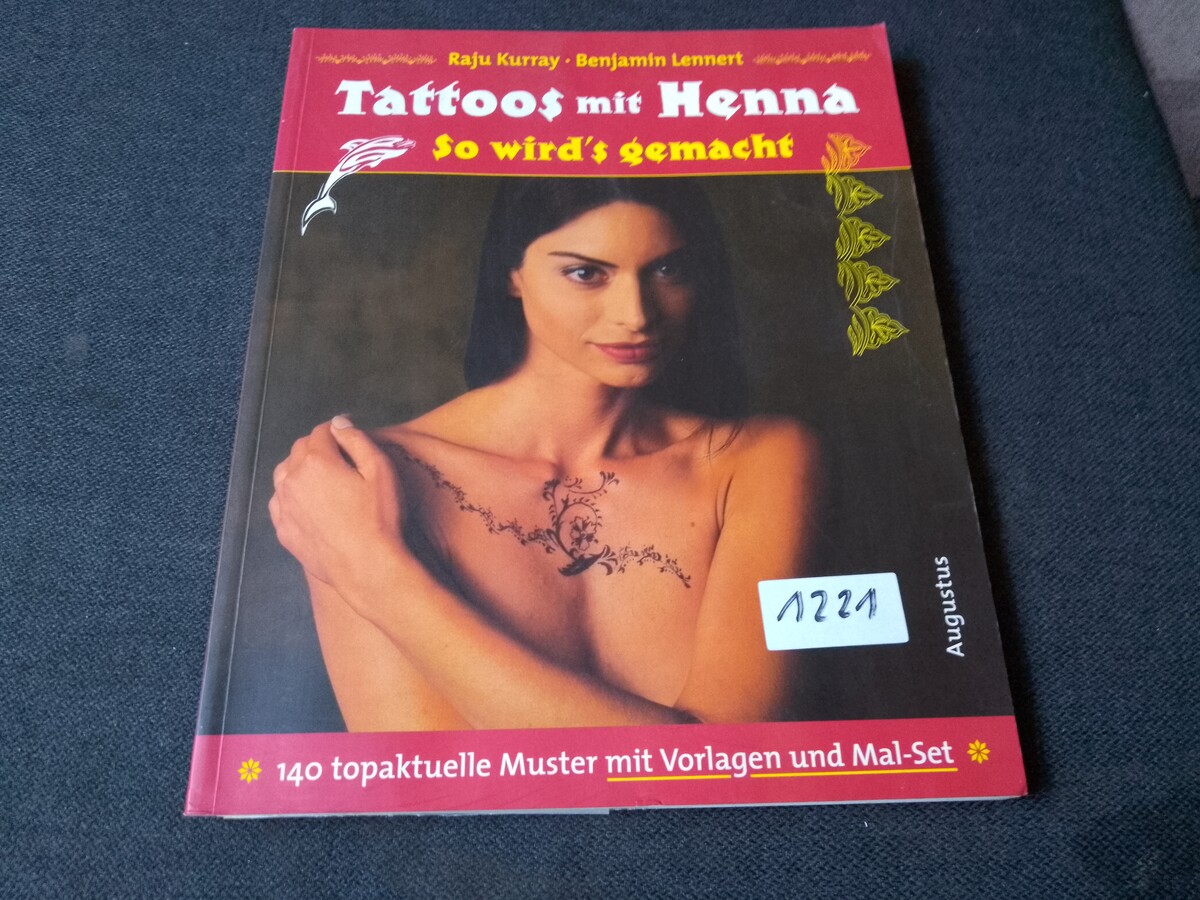 Raju Kurray · Benjamin Lennert
Tattoos mit Henna
So wird's gemacht
1221
Augustus
140 topaktuelle Muster mit Vorlagen und Mal-Set